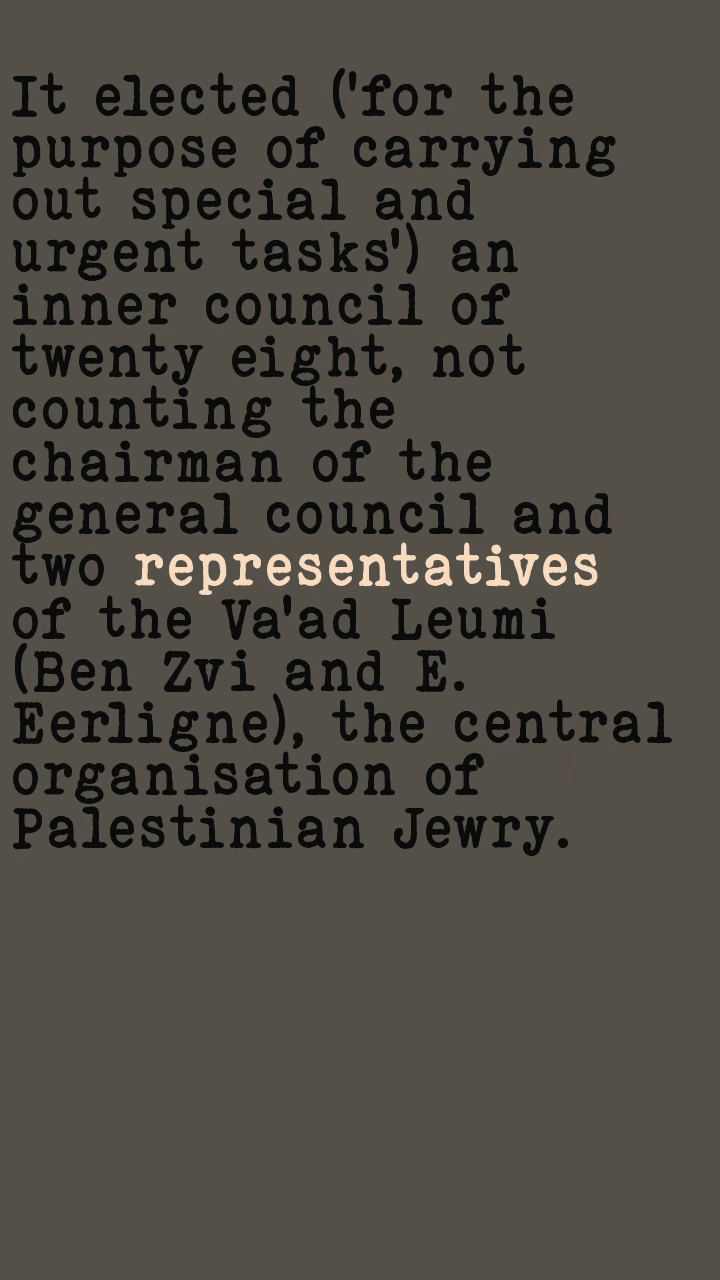 It elected ('for the
purpose of carrying
out special and
urgent tasks') an
inner council of
twenty eight, not
counting the
chairman of the
general council and
two representatives
of the Va'ad Leumi
(Ben Zvi and E.
Eerligne), the central
organisation of
Palestinian Jewry.